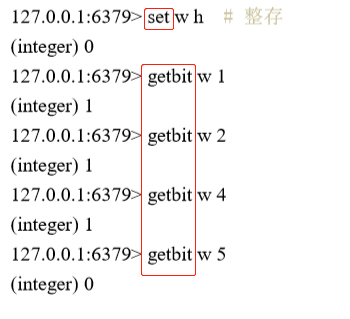 127.0.0.1:6379> set w h # 整存
(integer) 0
127.0.0.1:6379> getbit w 1
(integer) 1
127.0.0.1:6379> getbit w 2
(integer) 1
127.0.0.1:6379> getbit w 4
(integer) 1
127.0.0.1:6379> getbit w 5
(integer) 0